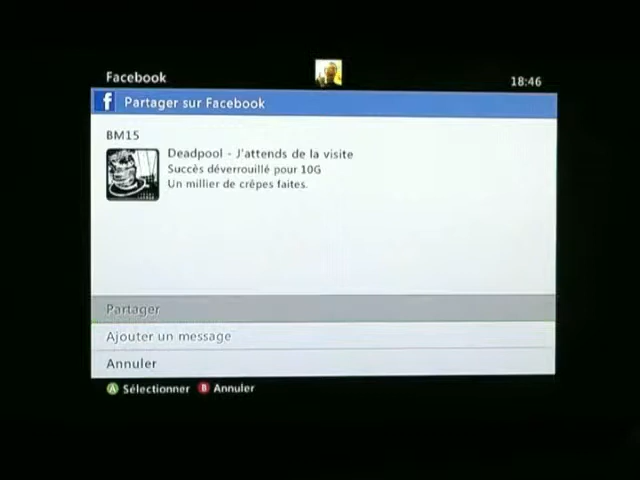 Facebook
18:46
f Partager sur Facebook
BM15
Deadpool - J'attends de la visite
Succès déverrouillé pour 10G
Un millier de crêpes faites.
Partager
Ajouter un message
Annuler
A Sélectionner B Annuler